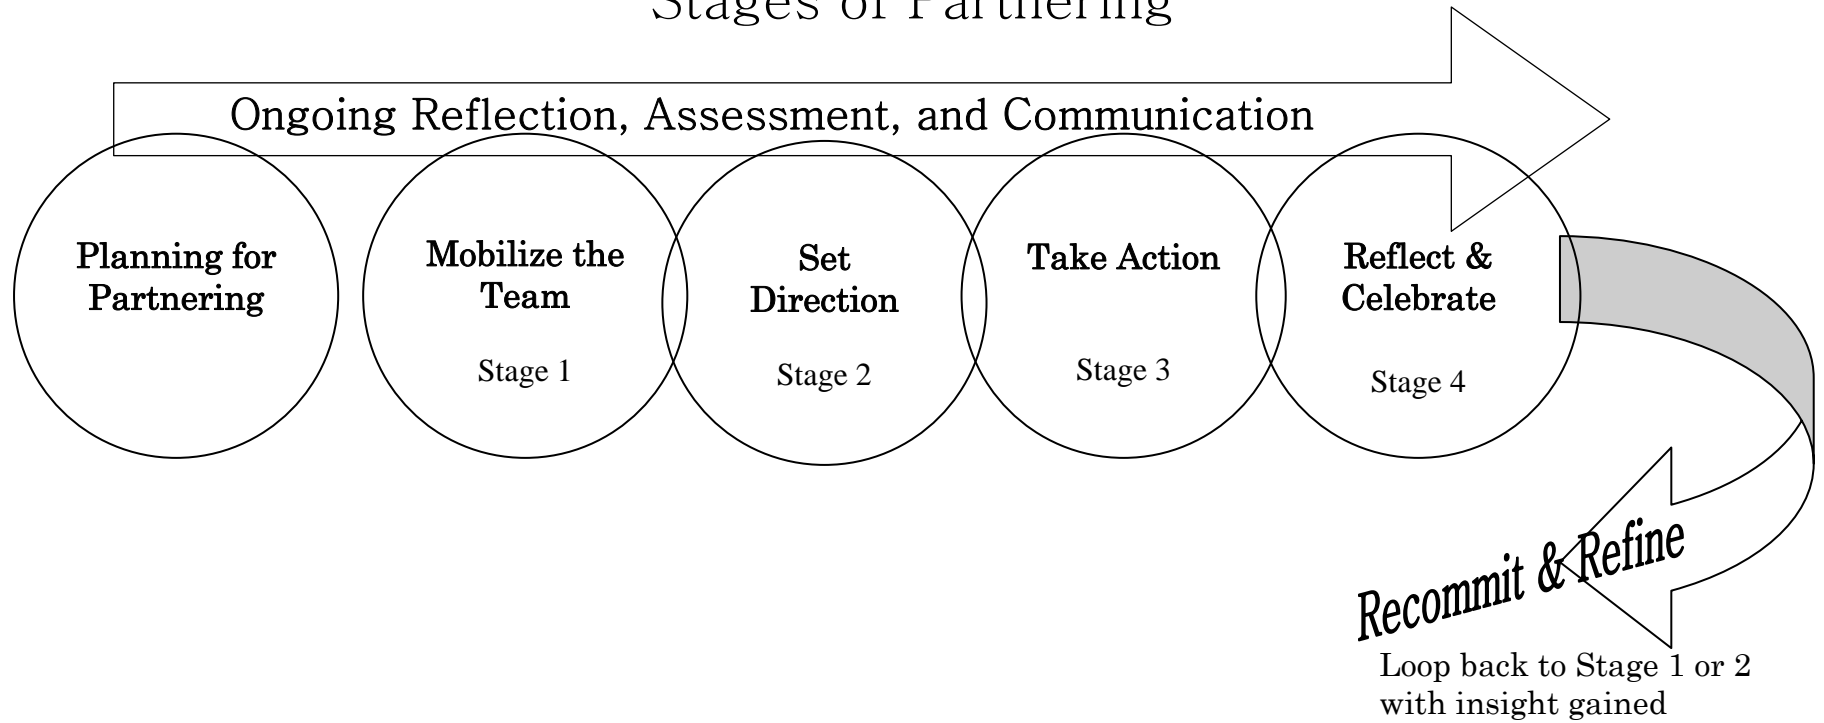 Stages of Partnering
Ongoing Reflection, Assessment, and Communication
Planning for
Partnering
Mobilize the
Team
Stage 1
Set
Direction
Stage 2
Take Action
Stage 3
Reflect &
Celebrate
Stage 4
Recommit & Refine
Loop back to Stage 1 or 2
with insight gained